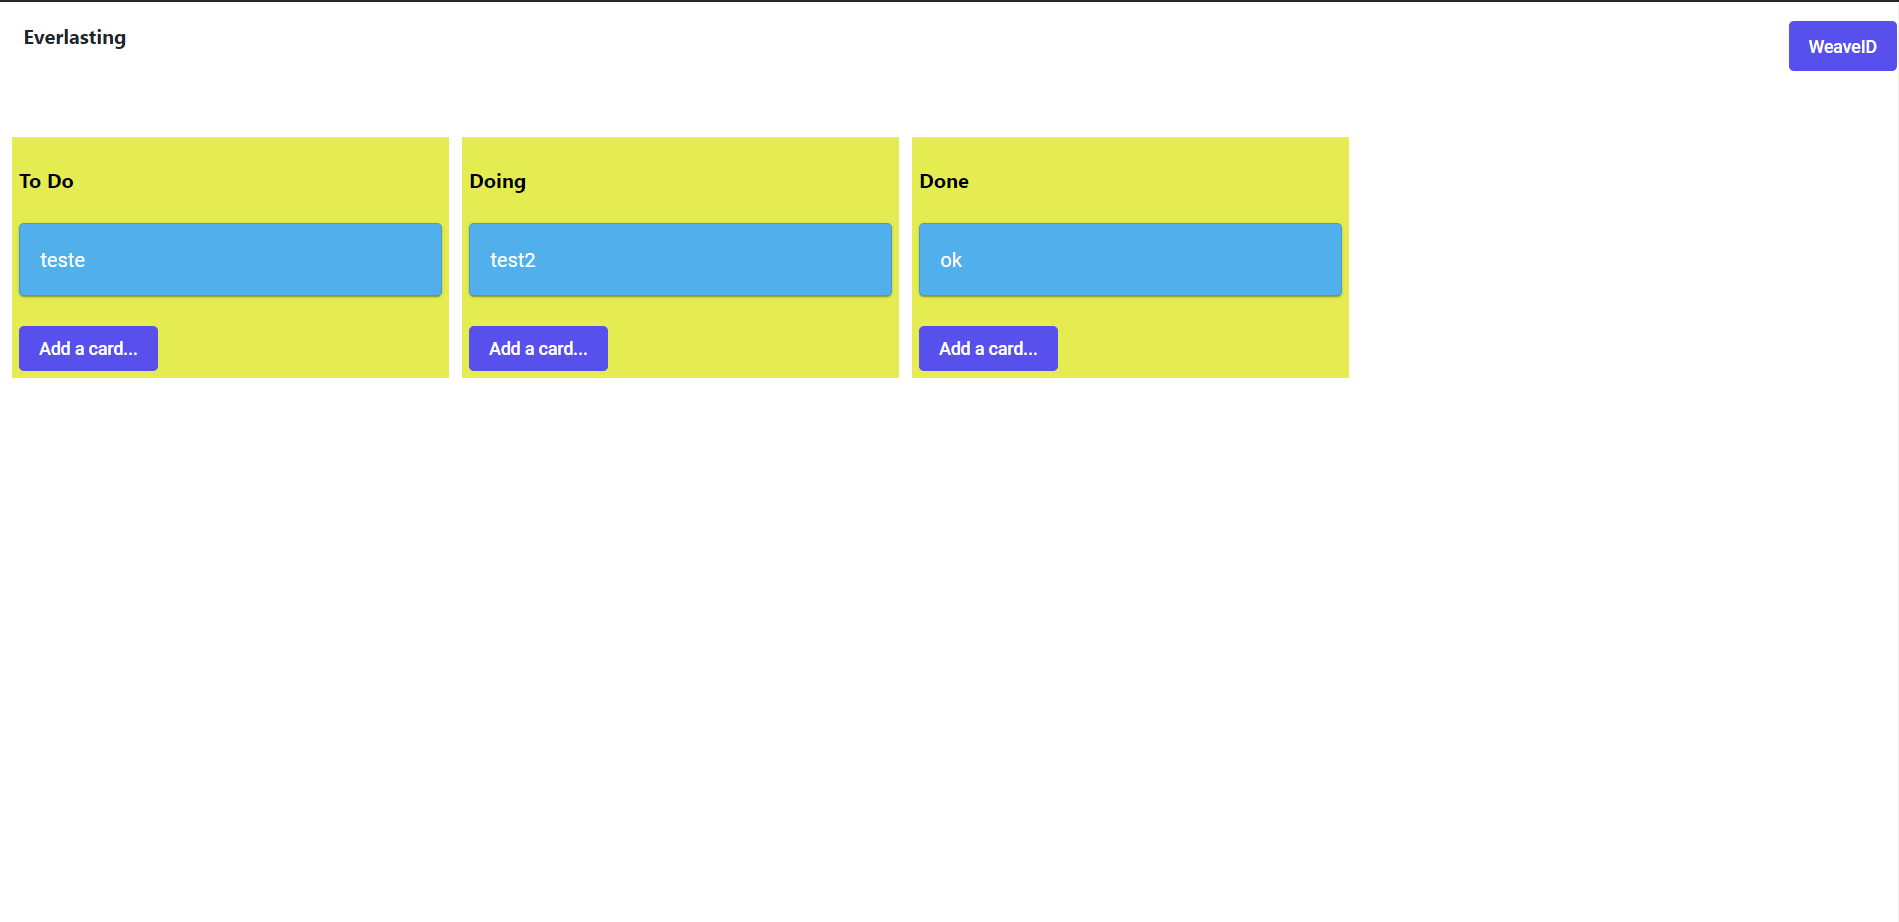 Everlasting
WeaveID
To Do
teste
Add a card...
Doing
test2
Add a card...
Done
ok
Add a card...